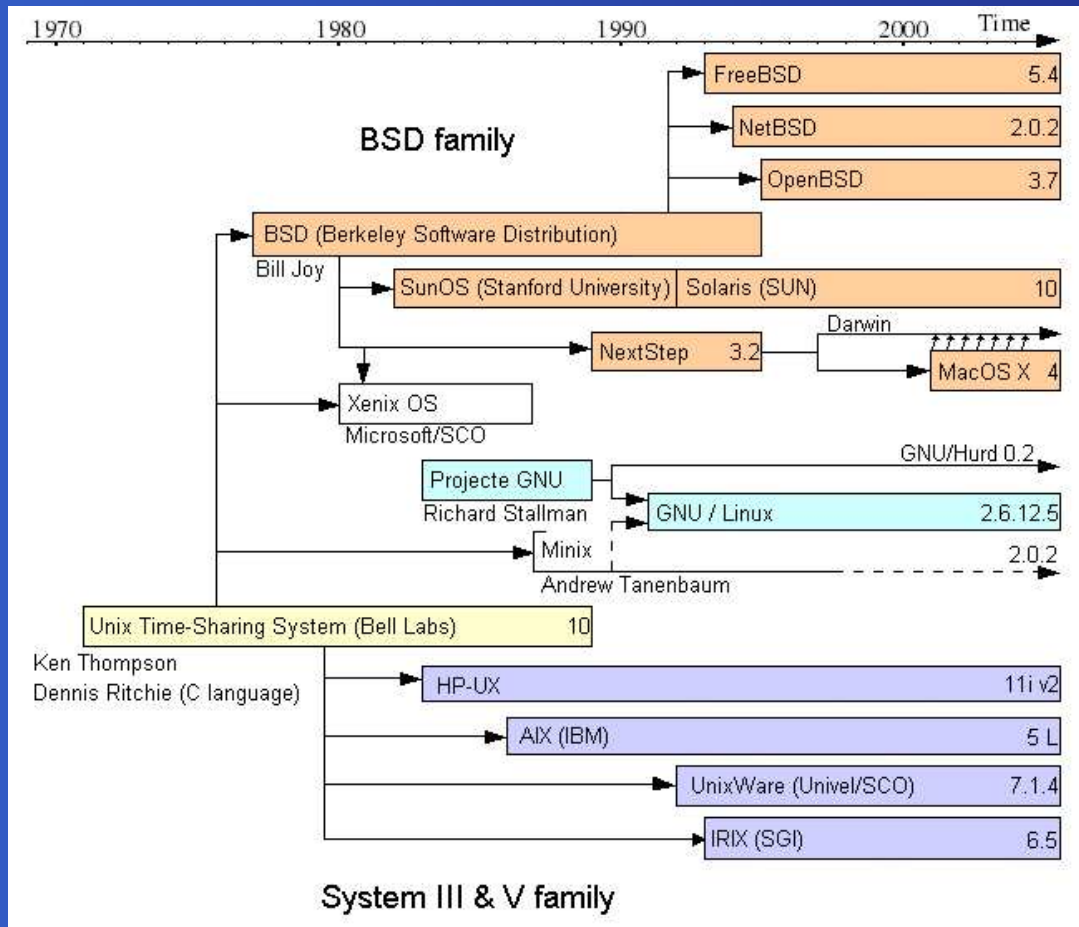 1970 1980 1990 2000 Time
FreeBSD 5.4
NetBSD 2.0.2
BSD family
OpenBSD 3.7
BSD (Berkeley Software Distribution)
Bill Joy
SunOS (Stanford University) Solaris (SUN) 10
Darwin
NextStep 3.2
MacOS X 4
Xenix OS
Microsoft/SCO
GNU/Hurd 0.2
Projecte GNU
Richard Stallman
GNU / Linux 2.6.12.5
Minix 2.0.2
Andrew Tanenbaum
Unix Time-Sharing System (Bell Labs) 10
Ken Thompson
Dennis Ritchie (C language)
HP-UX 11i v2
AIX (IBM) 5 L
UnixWare (Univel/SCO) 7.1.4
IRIX (SGI) 6.5
System III & V family